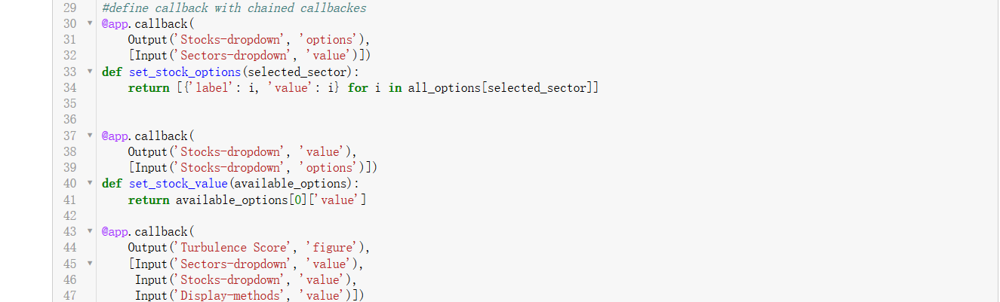 29 #define callback with chained callbackes
30 @app.callback(
31     Output('Stocks-dropdown', 'options'),
32     [Input('Sectors-dropdown', 'value')])
33 def set_stock_options(selected_sector):
34     return [{'label': i, 'value': i} for i in all_options[selected_sector]]
35
36
37 @app.callback(
38     Output('Stocks-dropdown', 'value'),
39     [Input('Stocks-dropdown', 'options')])
40 def set_stock_value(available_options):
41     return available_options[0]['value']
42
43 @app.callback(
44     Output('Turbulence Score', 'figure'),
45     [Input('Sectors-dropdown', 'value'),
46      Input('Stocks-dropdown', 'value'),
47      Input('Display-methods', 'value')])